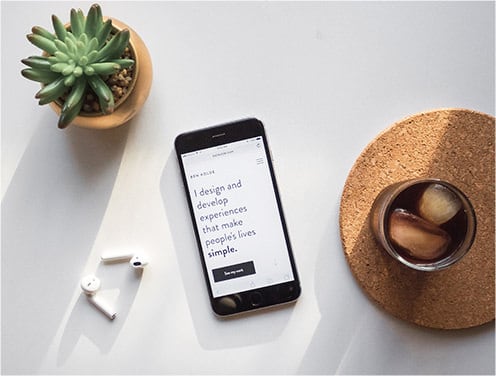 BEN KOLDE
I design and
develop
experiences
that make
people's lives
simple.
See my work